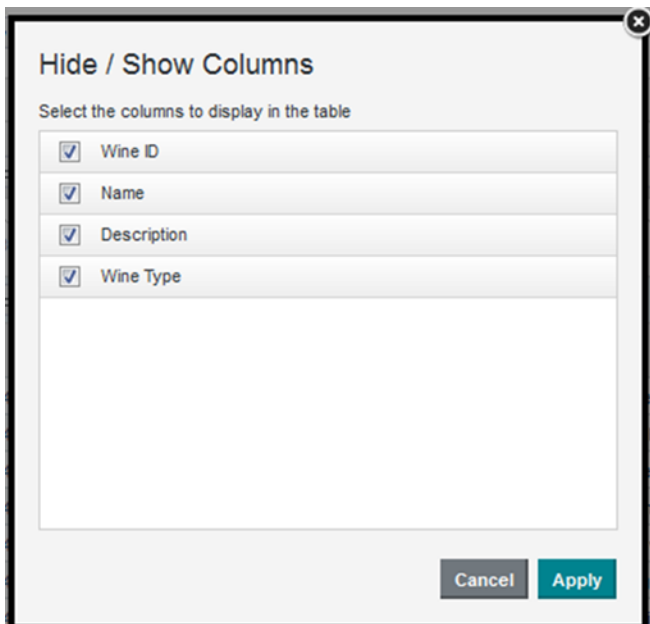 Hide / Show Columns
Select the columns to display in the table
Wine ID
Name
Description
Wine Type
Cancel Apply